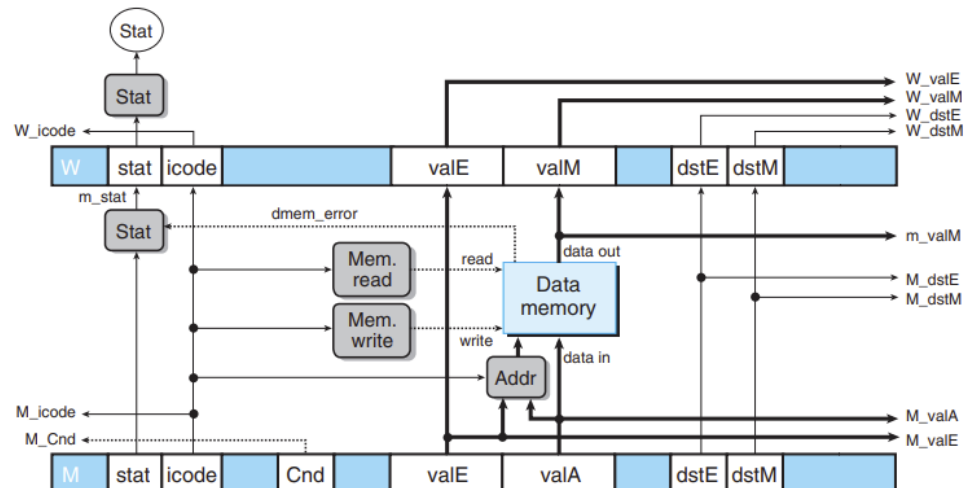 Stat
Stat
W_valE
W_valM
W_dstE
W_dstM
W_icode
W stat icode valE valM dstE dstM
m_stat
dmem_error
Stat
m_valM
data out
Mem. read
read
Data memory
M_dstE
M_dstM
Mem. write
write
data in
Addr
M_icode
M_valA
M_Cnd
M_valE
M stat icode Cnd valE valA dstE dstM